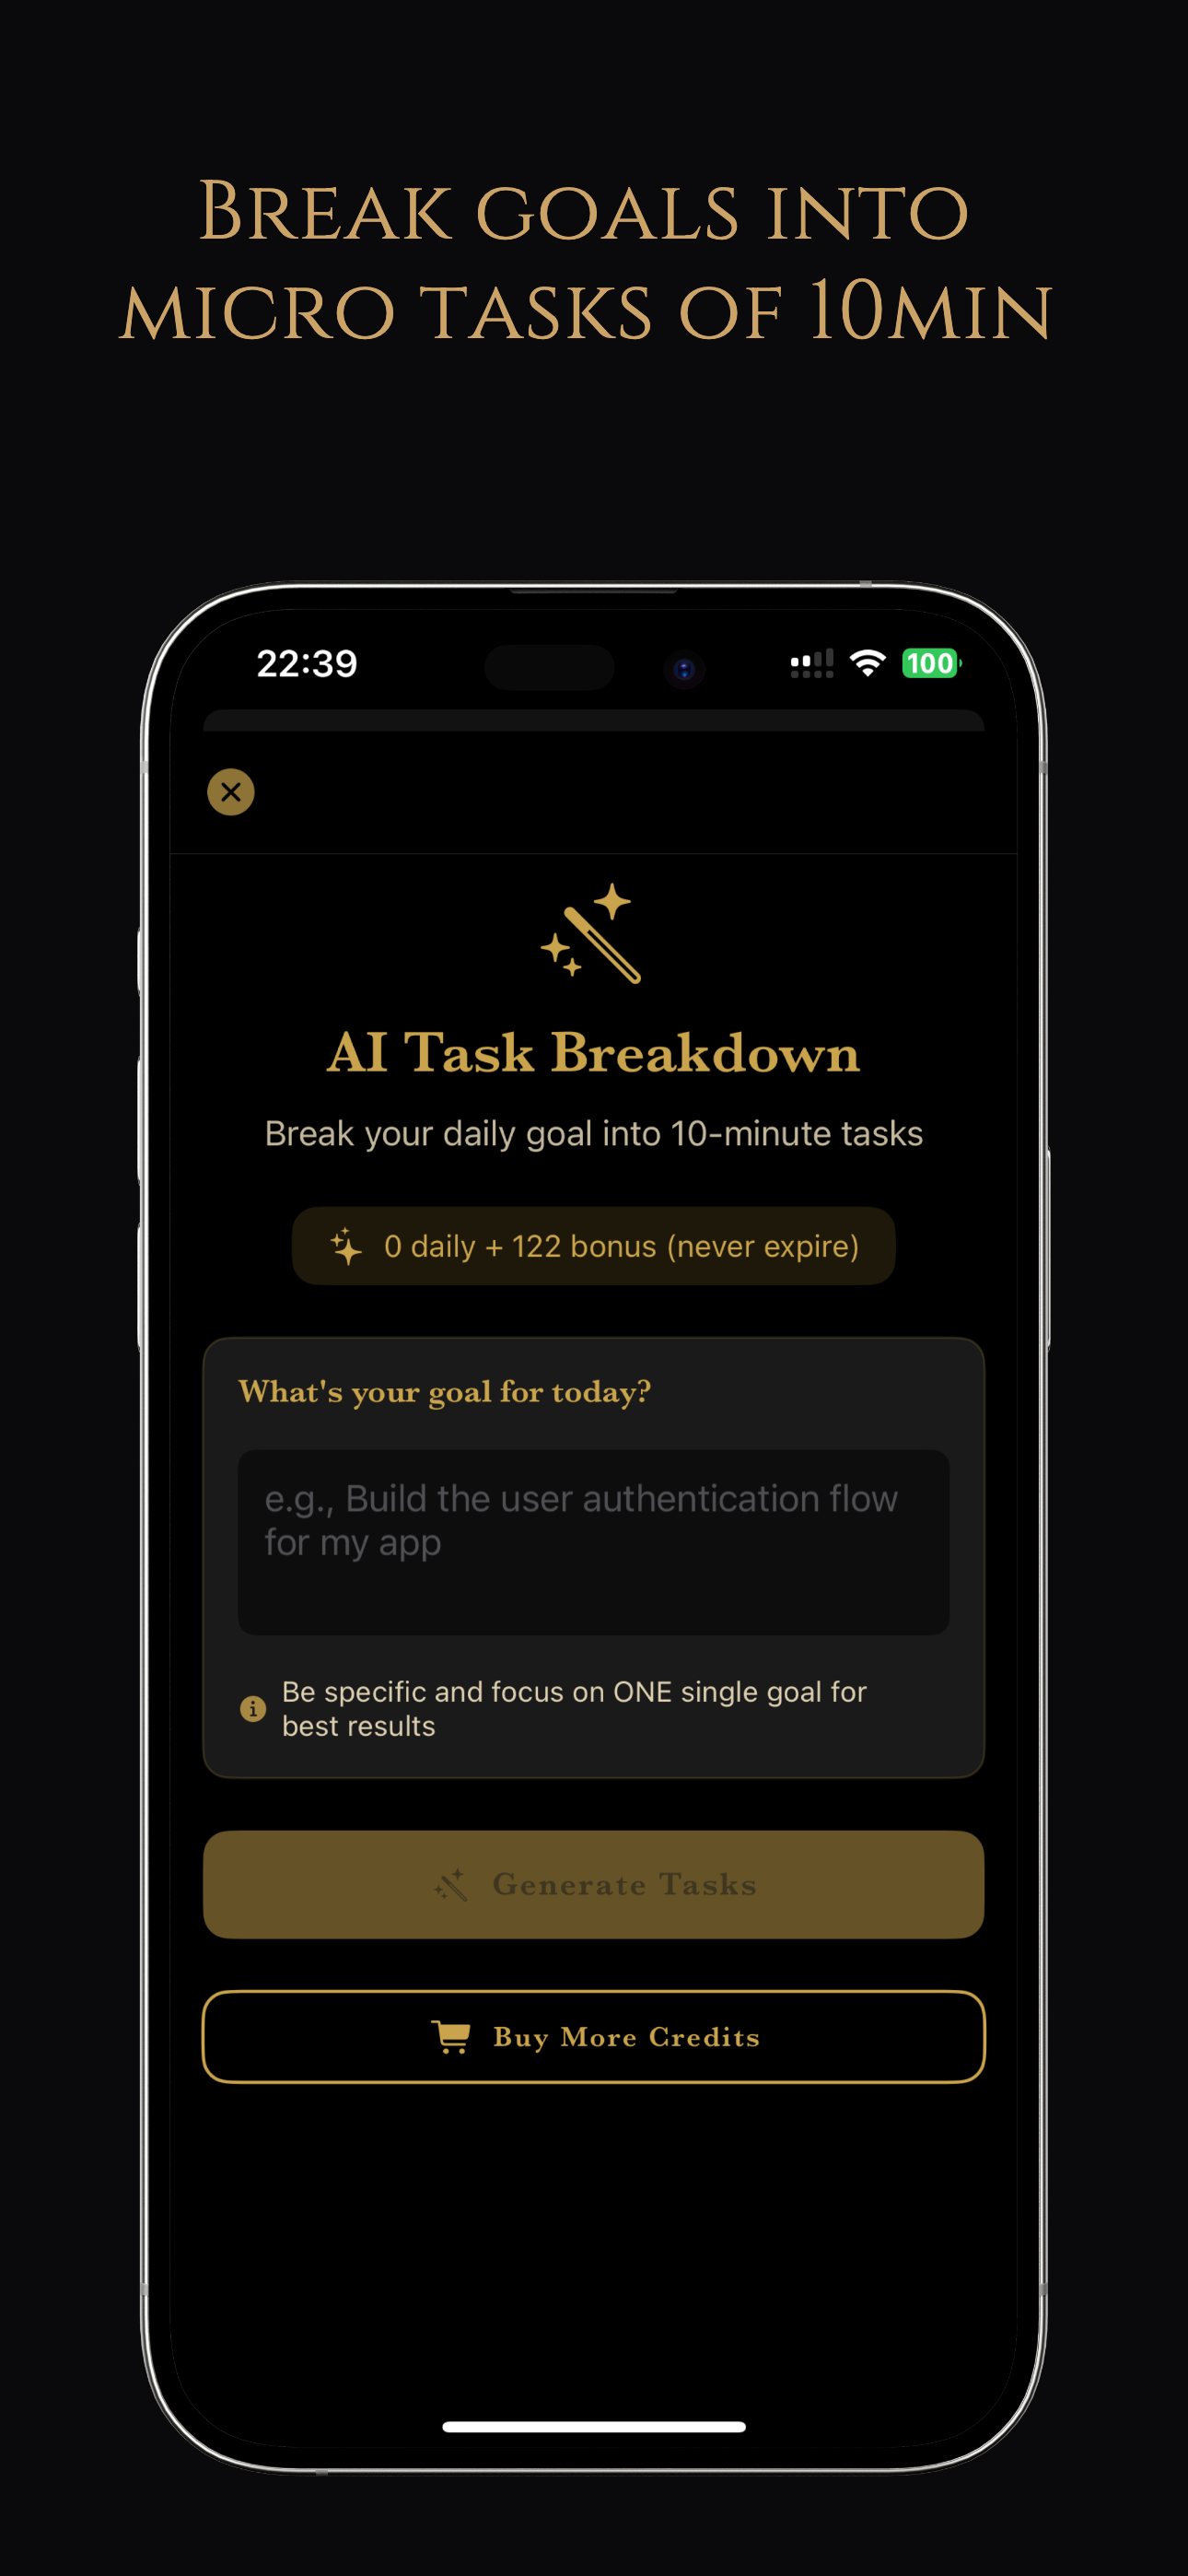 Break goals into
micro tasks of 10min
22:39
100
AI Task Breakdown
Break your daily goal into 10-minute tasks
0 daily + 122 bonus (never expire)
What's your goal for today?
e.g., Build the user authentication flow
for my app
Be specific and focus on ONE single goal for
best results
Generate Tasks
Buy More Credits